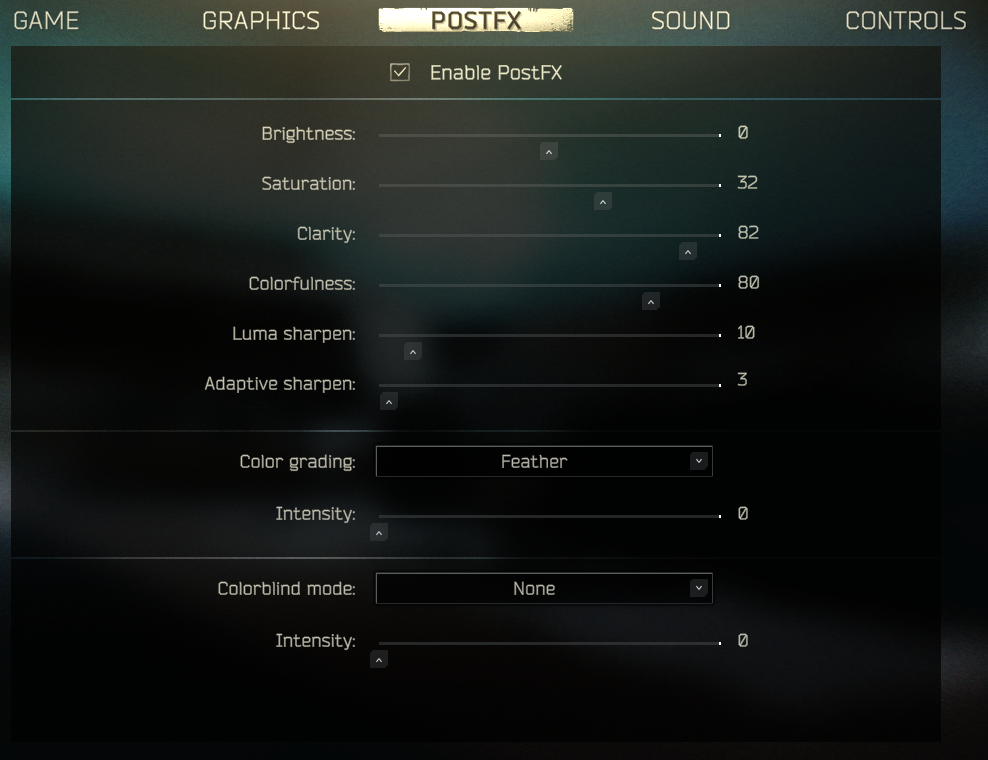 GAME GRAPHICS POSTFX SOUND CONTROLS
Enable PostFX
Brightness: 0
Saturation: 32
Clarity: 82
Colorfulness: 80
Luma sharpen: 10
Adaptive sharpen: 3
Color grading: Feather
Intensity: 0
Colorblind mode: None
Intensity: 0